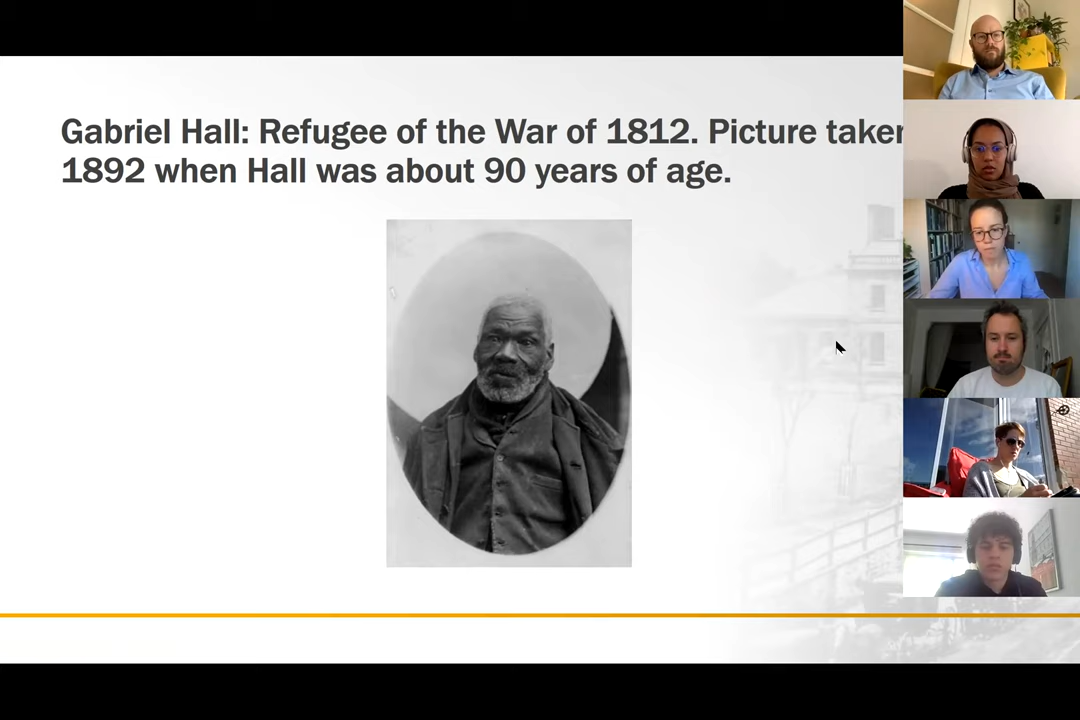 Gabriel Hall: Refugee of the War of 1812. Picture taken
1892 when Hall was about 90 years of age.